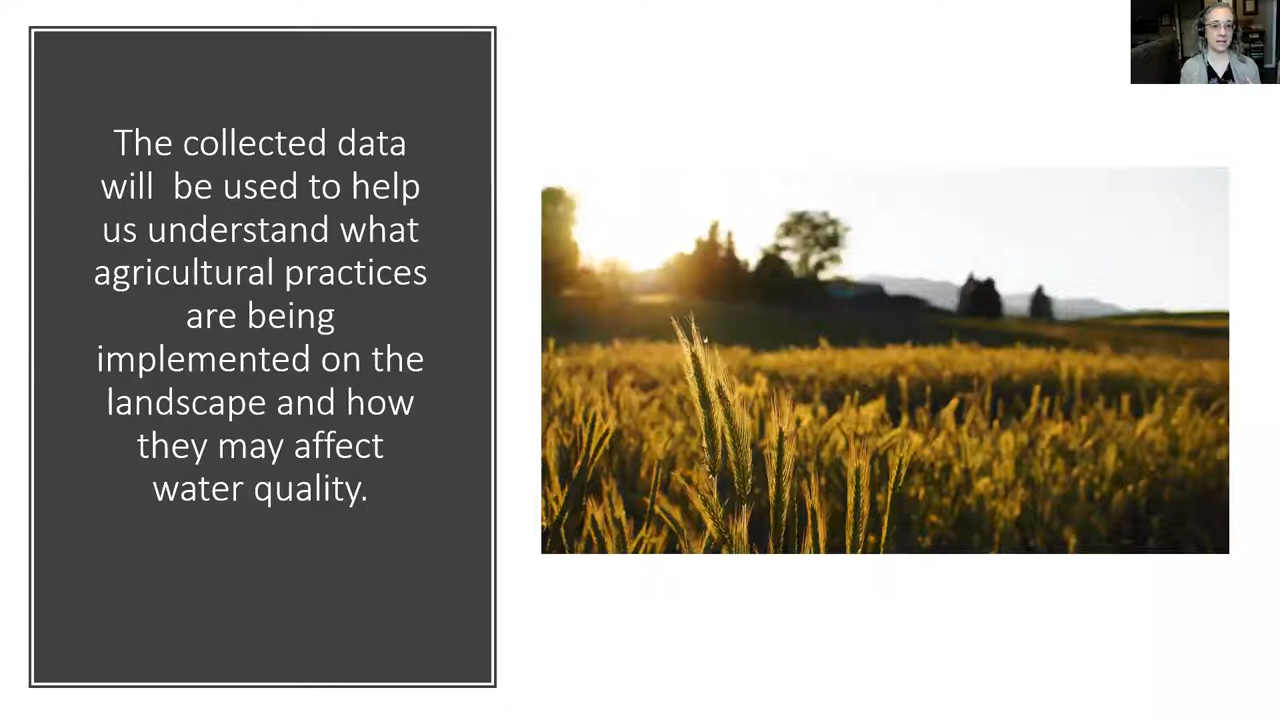 The collected data
will  be used to help
us understand what
agricultural practices
are being
implemented on the
landscape and how
they may affect
water quality.